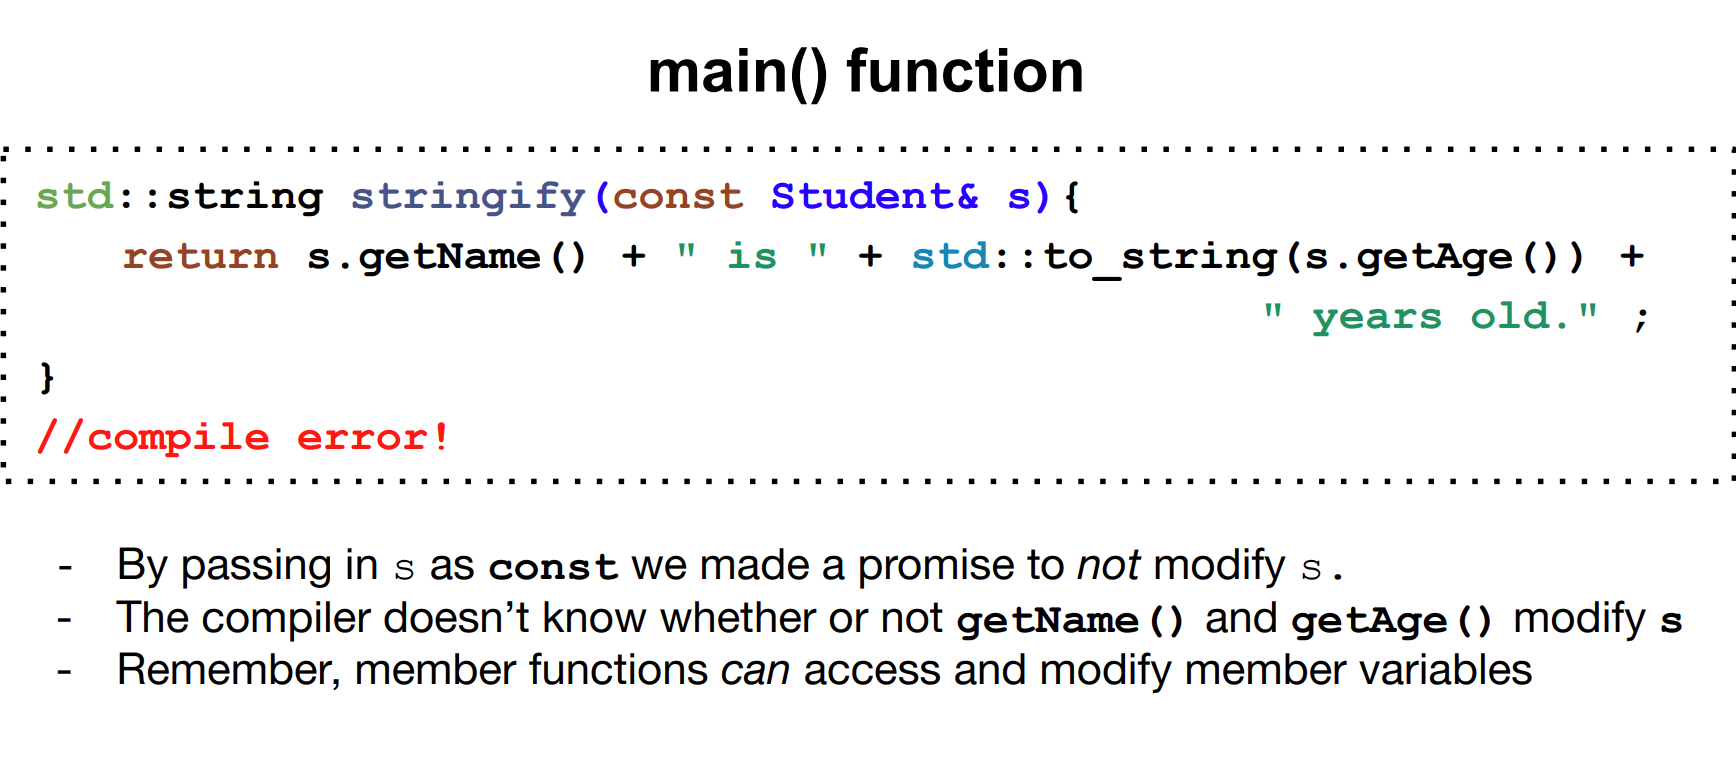 main() function
std::string stringify(const Student& s){
return s.getName() + " is " + std::to_string(s.getAge()) +
" years old." ;
}
//compile error!
- By passing in s as const we made a promise to not modify s.
- The compiler doesn’t know whether or not getName() and getAge() modify s
- Remember, member functions can access and modify member variables